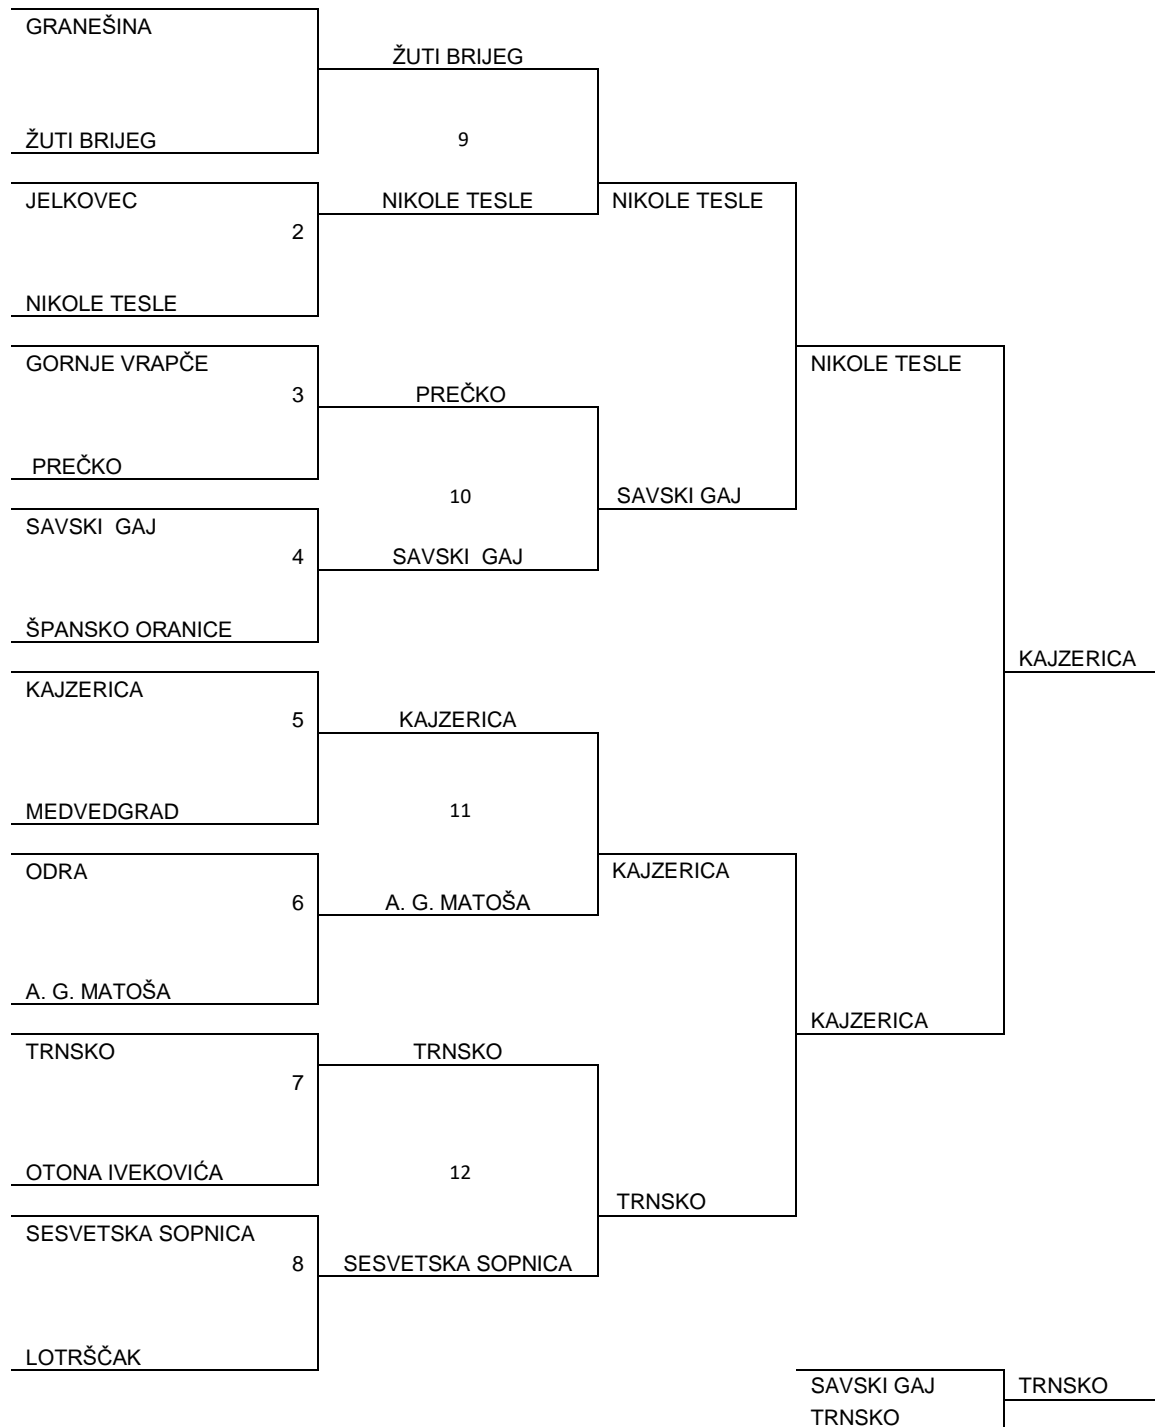 GRANEŠINA
ŽUTI BRIJEG
ŽUTI BRIJEG
9
JELKOVEC
NIKOLE TESLE
NIKOLE TESLE
2
NIKOLE TESLE
GORNJE VRAPČE
NIKOLE TESLE
3
PREČKO
PREČKO
10
SAVSKI GAJ
SAVSKI  GAJ
4
SAVSKI  GAJ
ŠPANSKO ORANICE
KAJZERICA
KAJZERICA
5
KAJZERICA
MEDVEDGRAD
11
ODRA
KAJZERICA
6
A. G. MATOŠA
A. G. MATOŠA
KAJZERICA
TRNSKO
TRNSKO
7
OTONA IVEKOVIĆA
12
TRNSKO
SESVETSKA SOPNICA
8
SESVETSKA SOPNICA
LOTRŠČAK
SAVSKI GAJ
TRNSKO
TRNSKO